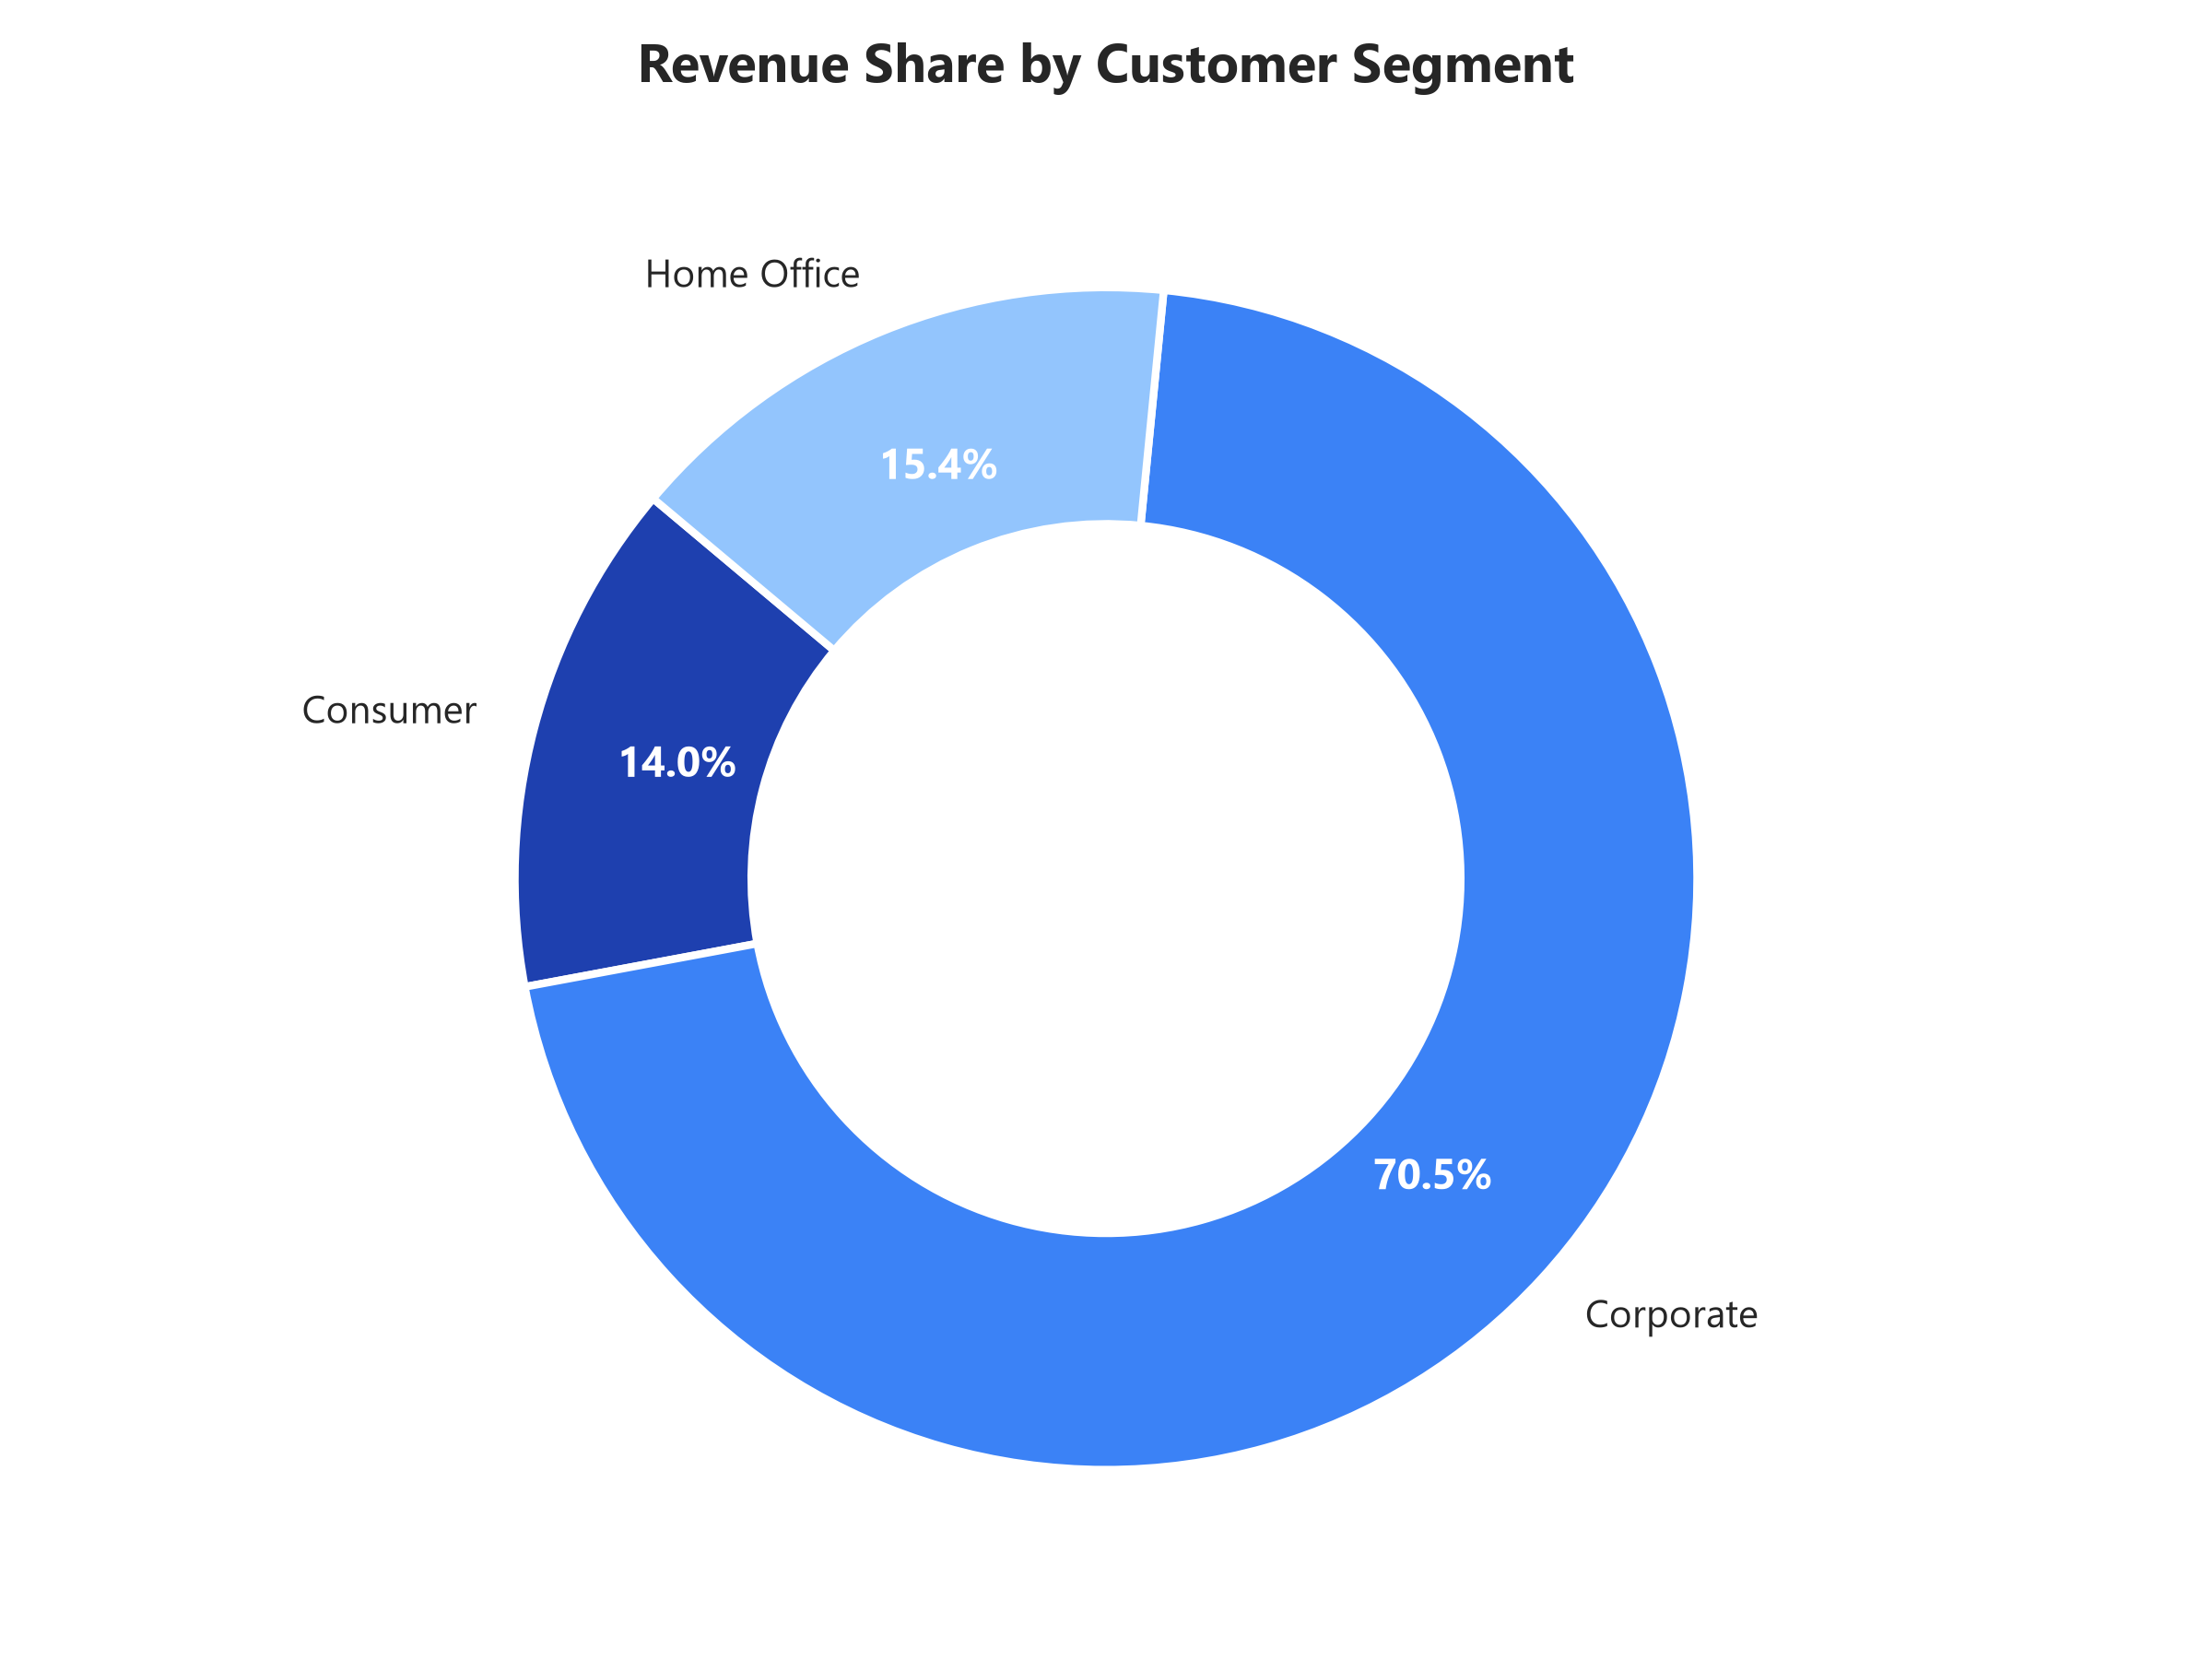 Revenue Share by Customer Segment
Home Office
15.4%
Consumer
14.0%
70.5%
Corporate